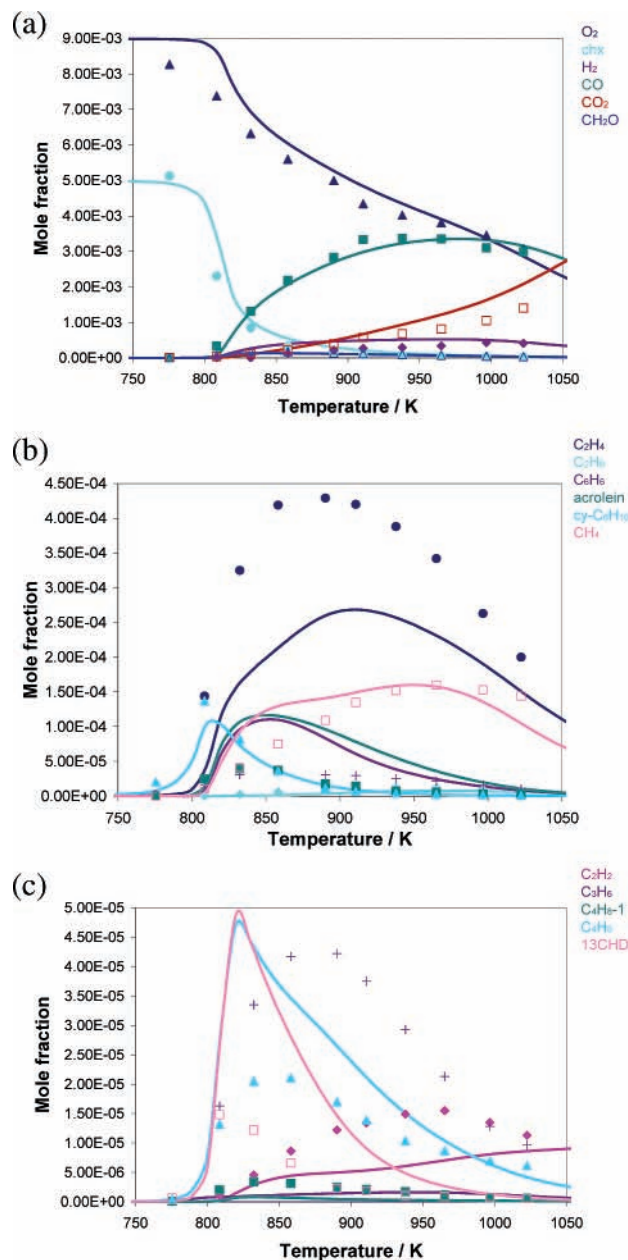 (a)
O₂
chx
H₂
CO
CO₂
CH₂O
9.00E-03
8.00E-03
7.00E-03
6.00E-03
5.00E-03
4.00E-03
3.00E-03
2.00E-03
1.00E-03
0.00E+00
Mole fraction
750 800 850 900 950 1000 1050
Temperature / K
(b)
C₂H₄
C₆H₆
acrolein
cy-C₆H₁₀
CH₄
4.50E-04
4.00E-04
3.50E-04
3.00E-04
2.50E-04
2.00E-04
1.50E-04
1.00E-04
5.00E-05
0.00E+00
Mole fraction
750 800 850 900 950 1000 1050
Temperature / K
(c)
C₂H₂
C₃H₆
C₄H₈-1
C₄H₆
13CHD
5.00E-05
4.50E-05
4.00E-05
3.50E-05
3.00E-05
2.50E-05
2.00E-05
1.50E-05
1.00E-05
5.00E-06
0.00E+00
Mole fraction
750 800 850 900 950 1000 1050
Temperature / K